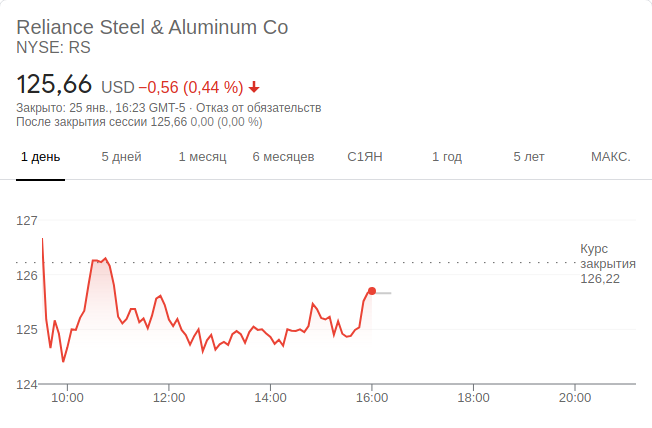 Reliance Steel & Aluminum Co
NYSE: RS
125,66 USD −0,56 (0,44 %)
Закрыто: 25 янв., 16:23 GMT-5 · Отказ от обязательств
После закрытия сессии 125,66 0,00 (0,00 %)
1 день 5 дней 1 месяц 6 месяцев С1ЯН 1 год 5 лет МАКС.
127
Курс
закрытия
126,22
126
125
124
10:00 12:00 14:00 16:00 18:00 20:00